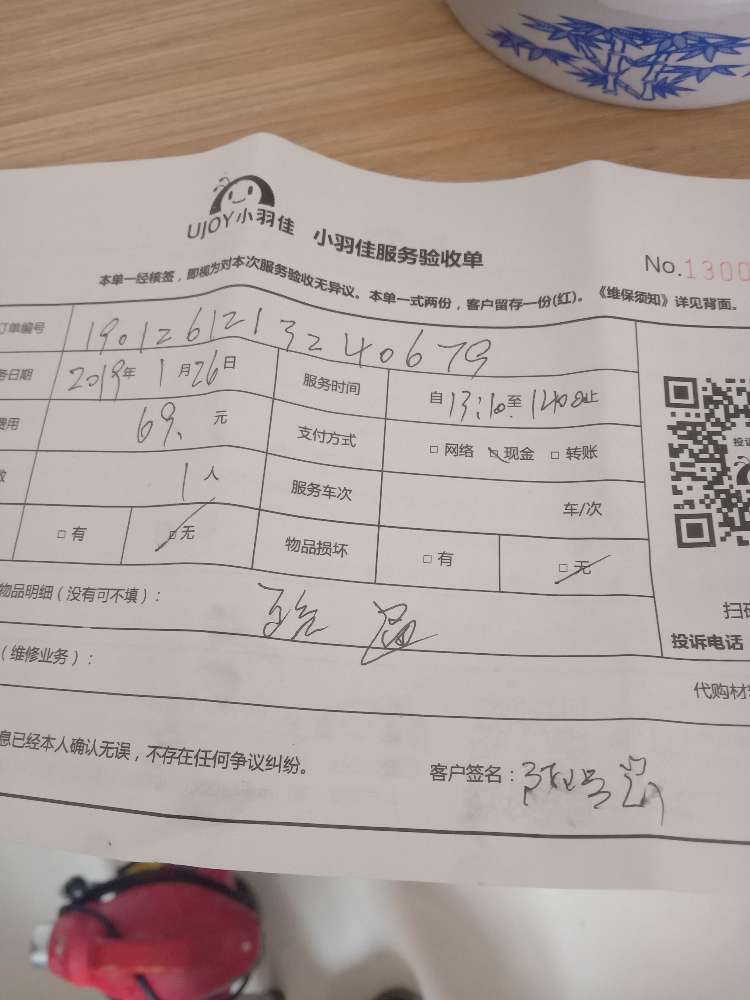 UJOY小羽佳 小羽佳服务验收单
No.1300
本单一经核签，即视为对本次服务验收无异议。本单一式两份，客户留存一份(红)。《维保须知》详见背面。
订单编号 1901261213240679
务日期 2019年 1月26日 服务时间 自13:10至1400止
费用 69. 元 支付方式 □ 网络 □ 现金 □ 转账
数 1 人 服务车次 车/次
□ 有 □ 无 物品损坏 □ 有 □ 无
物品明细（没有可不填）：
投诉电话
（维修业务）：
代购材
息已经本人确认无误，不存在任何争议纠纷。
客户签名：